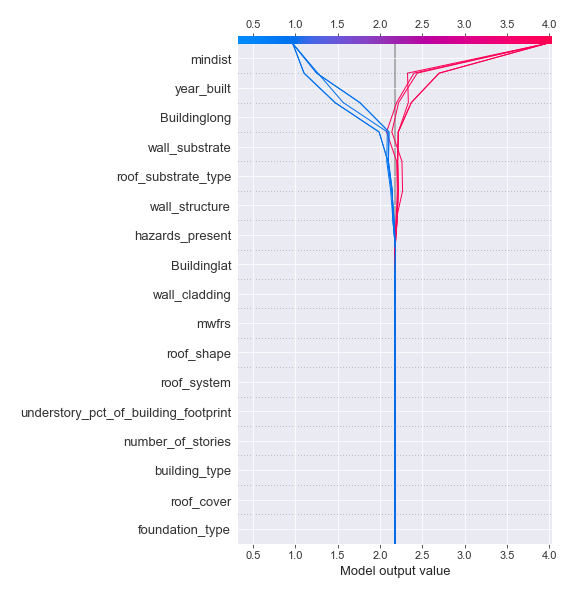 0.5 1.0 1.5 2.0 2.5 3.0 3.5 4.0
mindist
year_built
Buildinglong
wall_substrate
roof_substrate_type
wall_structure
hazards_present
Buildinglat
wall_cladding
mwfrs
roof_shape
roof_system
understory_pct_of_building_footprint
number_of_stories
building_type
roof_cover
foundation_type
0.5 1.0 1.5 2.0 2.5 3.0 3.5 4.0
Model output value